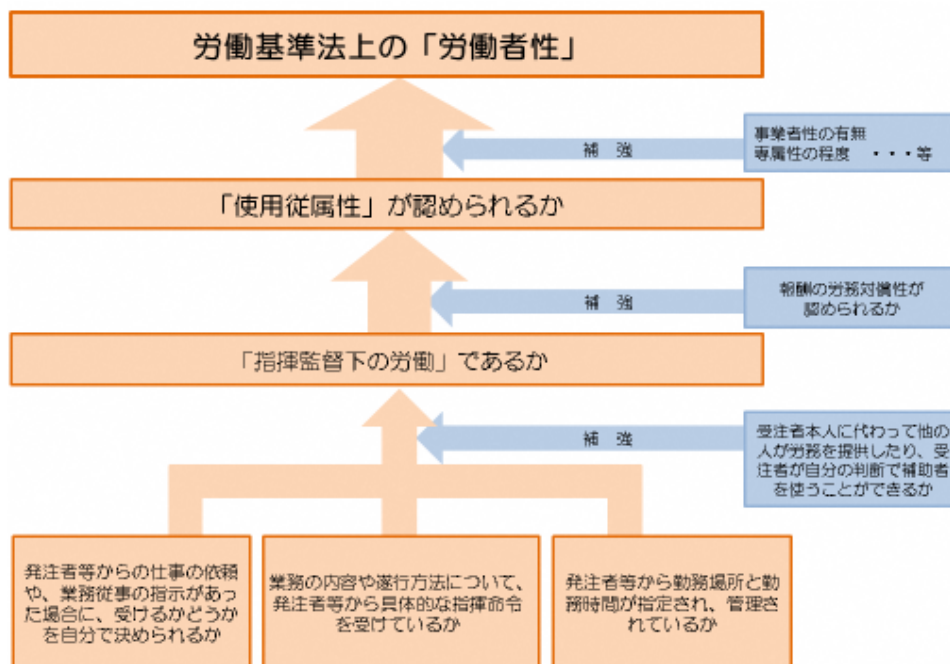 労働基準法上の「労働者性」
補 強
事業者性の有無
専属性の程度 ・・・等
「使用従属性」が認められるか
補 強
報酬の労務対償性が
認められるか
「指揮監督下の労働」であるか
補 強
受注者本人に代わって他の
人が労務を提供したり、受
注者が自分の判断で補助者
を使うことができるか
発注者等からの仕事の依頼
や、業務従事の指示があっ
た場合に、受けるかどうか
を自分で決められるか
業務の内容や遂行方法について、
発注者等から具体的な指揮命令
を受けているか
発注者等から勤務場所と勤
務時間が指定され、管理さ
れているか